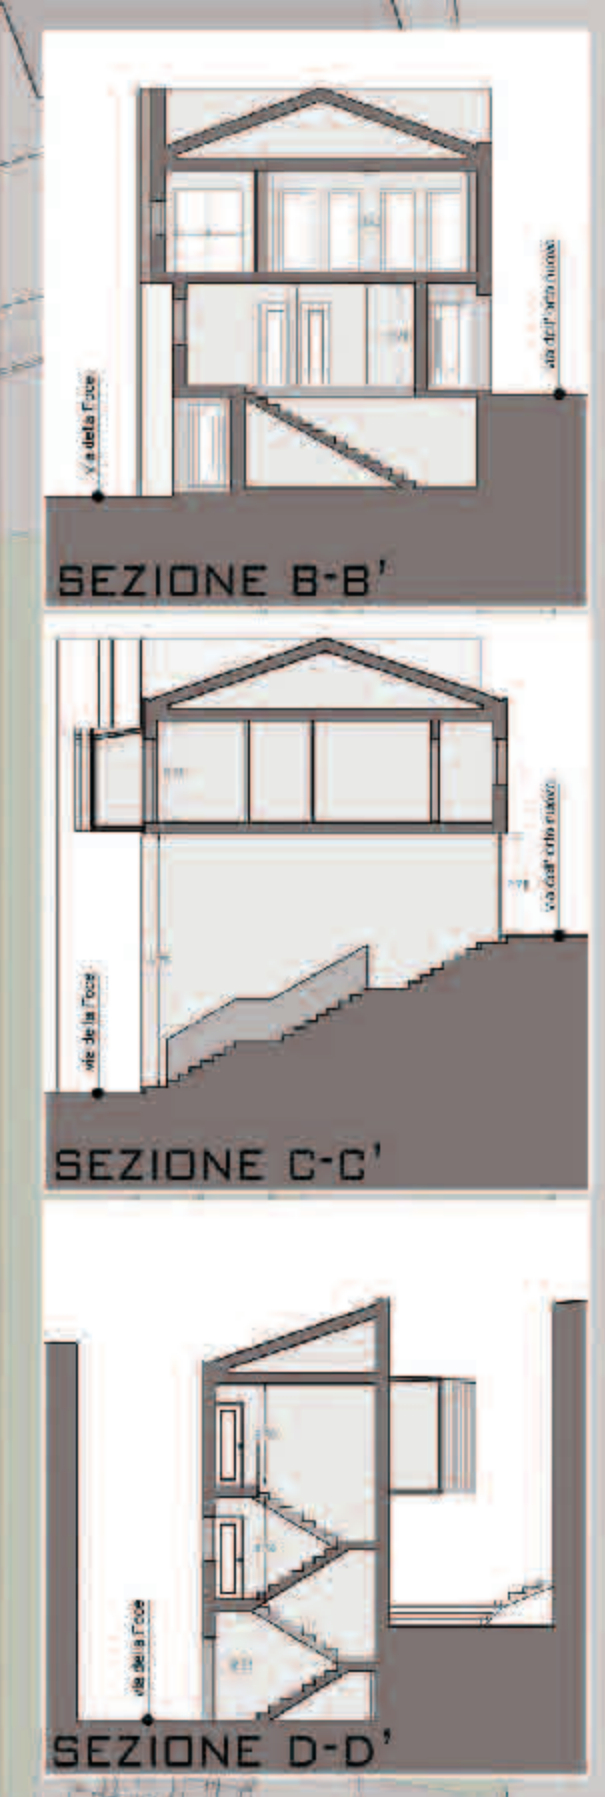 via della Foce
via dell'orto nuovo
SEZIONE B-B'
via dell'orto nuovo
via della Foce
SEZIONE C-C'
via della Foce
SEZIONE D-D'